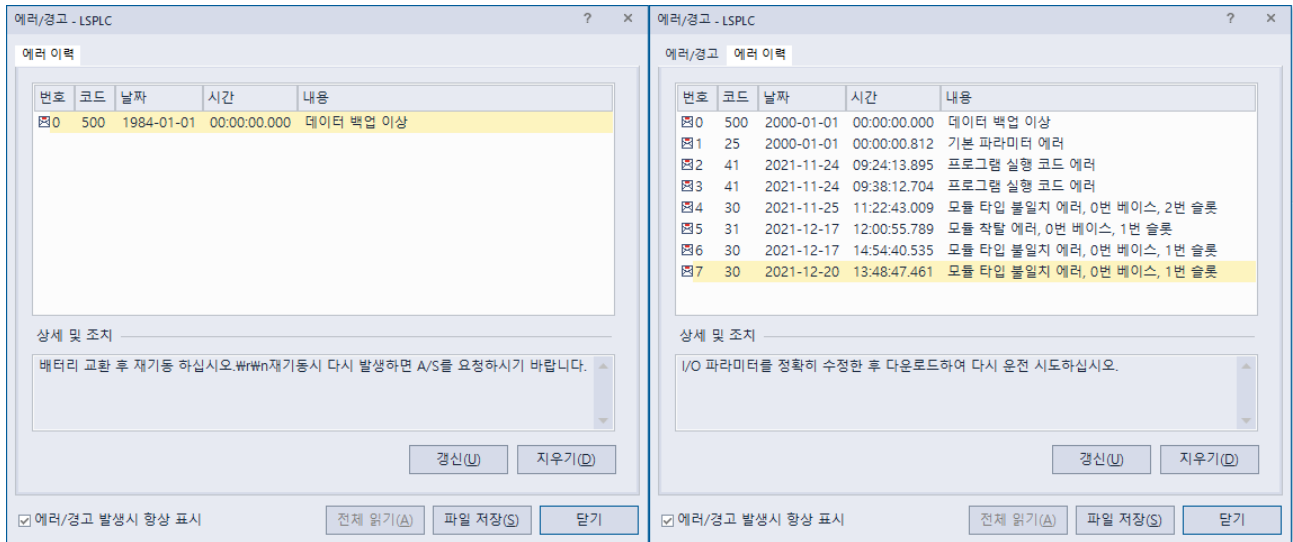 에러/경고 - LSPLC ? ×
에러 이력
번호 코드 날짜 시간 내용
0 500 1984-01-01 00:00:00.000 데이터 백업 이상
상세 및 조치
배터리 교환 후 재기동 하십시오.₩r₩n재기동시 다시 발생하면 A/S를 요청하시기 바랍니다.
갱신(U) 지우기(D)
에러/경고 발생시 항상 표시 전체 읽기(A) 파일 저장(S) 닫기
에러/경고 - LSPLC ? ×
에러/경고 에러 이력
번호 코드 날짜 시간 내용
0 500 2000-01-01 00:00:00.000 데이터 백업 이상
1 25 2000-01-01 00:00:00.812 기본 파라미터 에러
2 41 2021-11-24 09:24:13.895 프로그램 실행 코드 에러
3 41 2021-11-24 09:38:12.704 프로그램 실행 코드 에러
4 30 2021-11-25 11:22:43.009 모듈 타입 불일치 에러, 0번 베이스, 2번 슬롯
5 31 2021-12-17 12:00:55.789 모듈 착탈 에러, 0번 베이스, 1번 슬롯
6 30 2021-12-17 14:54:40.535 모듈 타입 불일치 에러, 0번 베이스, 1번 슬롯
7 30 2021-12-20 13:48:47.461 모듈 타입 불일치 에러, 0번 베이스, 1번 슬롯
상세 및 조치
I/O 파라미터를 정확히 수정한 후 다운로드하여 다시 운전 시도하십시오.
갱신(U) 지우기(D)
에러/경고 발생시 항상 표시 전체 읽기(A) 파일 저장(S) 닫기